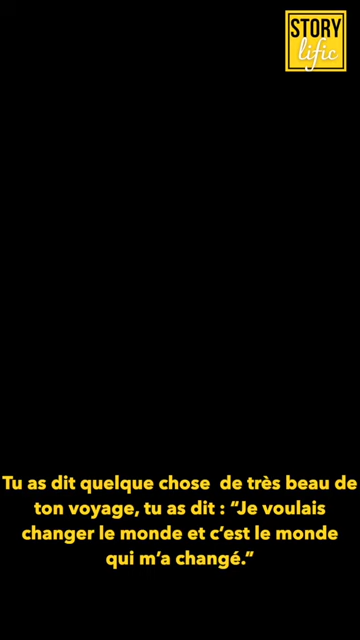 STORY
lific
Tu as dit quelque chose  de très beau de
ton voyage, tu as dit : “Je voulais
changer le monde et c’est le monde
qui m’a changé.”